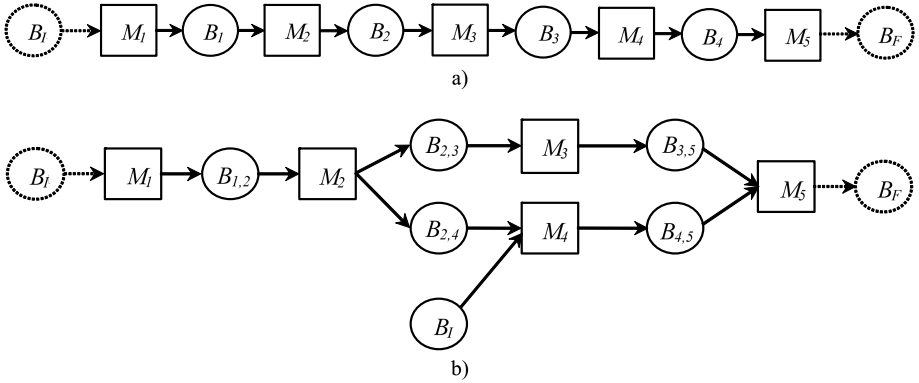 B_I M_1 B_1 M_2 B_2 M_3 B_3 M_4 B_4 M_5 B_F
a)
B_{2,3} M_3 B_{3,5}
B_I M_1 B_{1,2} M_2 M_5 B_F
B_{2,4} M_4 B_{4,5}
B_I
b)